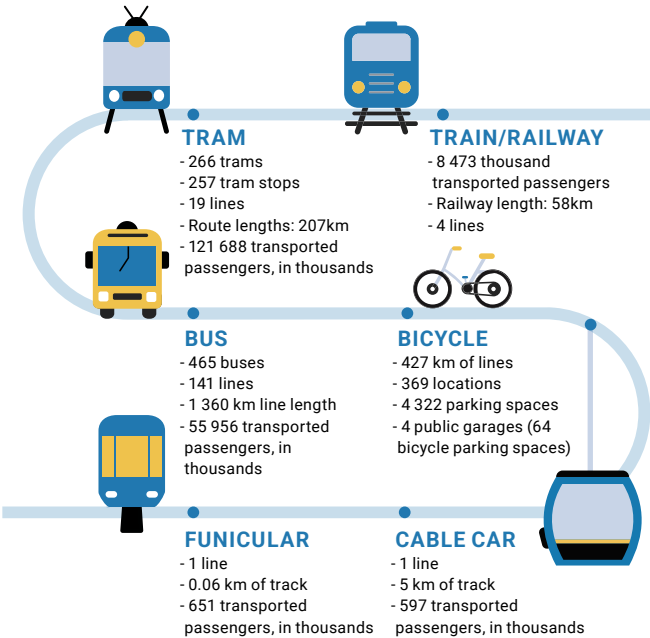 TRAM
- 266 trams
- 257 tram stops
- 19 lines
- Route lengths: 207km
- 121 688 transported
passengers, in thousands
TRAIN/RAILWAY
- 8 473 thousand
transported passengers
- Railway length: 58km
- 4 lines
BUS
- 465 buses
- 141 lines
- 1 360 km line length
- 55 956 transported
passengers, in
thousands
BICYCLE
- 427 km of lines
- 369 locations
- 4 322 parking spaces
- 4 public garages (64
bicycle parking spaces)
FUNICULAR
- 1 line
- 0.06 km of track
- 651 transported
passengers, in thousands
CABLE CAR
- 1 line
- 5 km of track
- 597 transported
passengers, in thousands